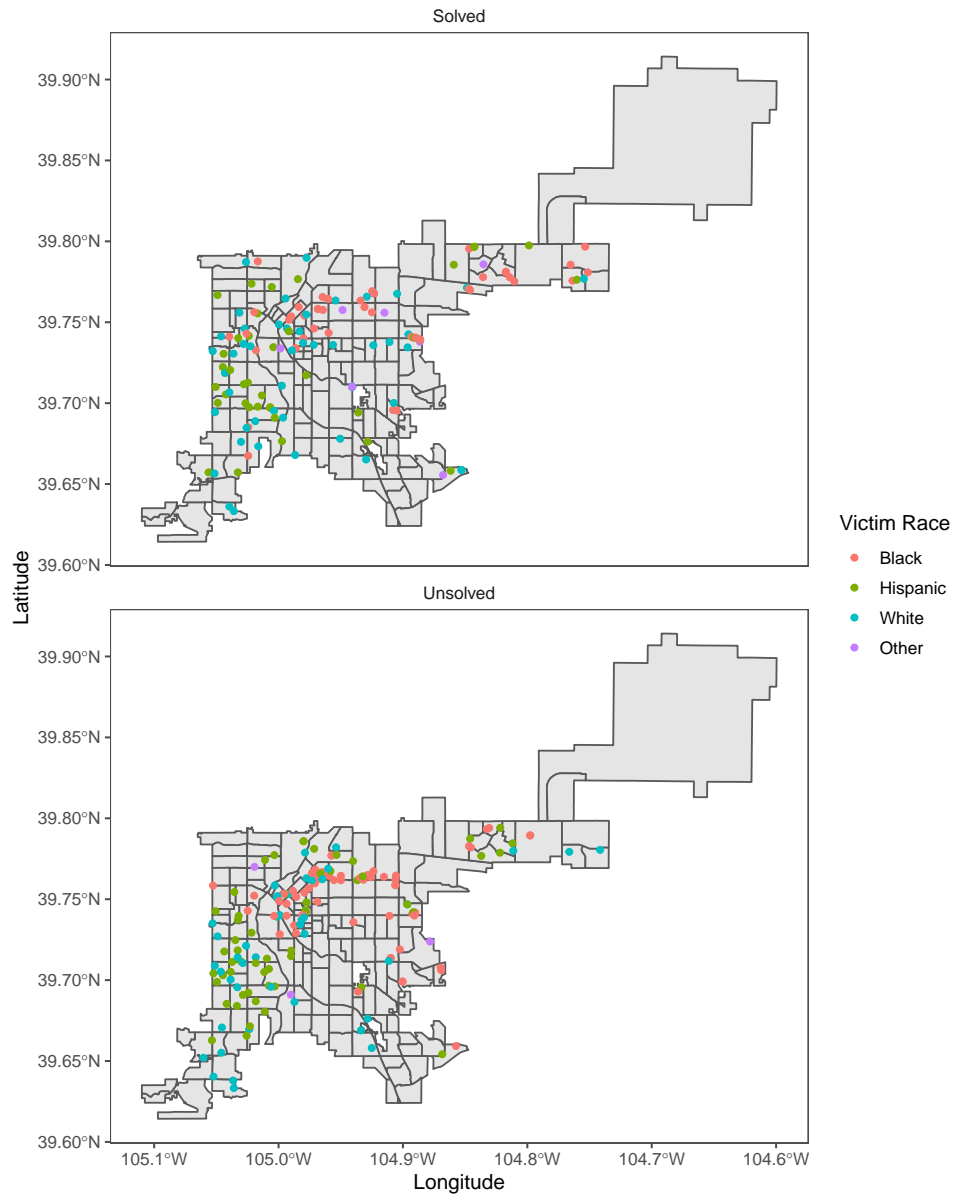 Solved
39.90°N
39.85°N
39.80°N
39.75°N
39.70°N
39.65°N
39.60°N
Unsolved
39.90°N
39.85°N
39.80°N
39.75°N
39.70°N
39.65°N
39.60°N
105.1°W 105.0°W 104.9°W 104.8°W 104.7°W 104.6°W
Longitude
Latitude
Victim Race
Black
Hispanic
White
Other